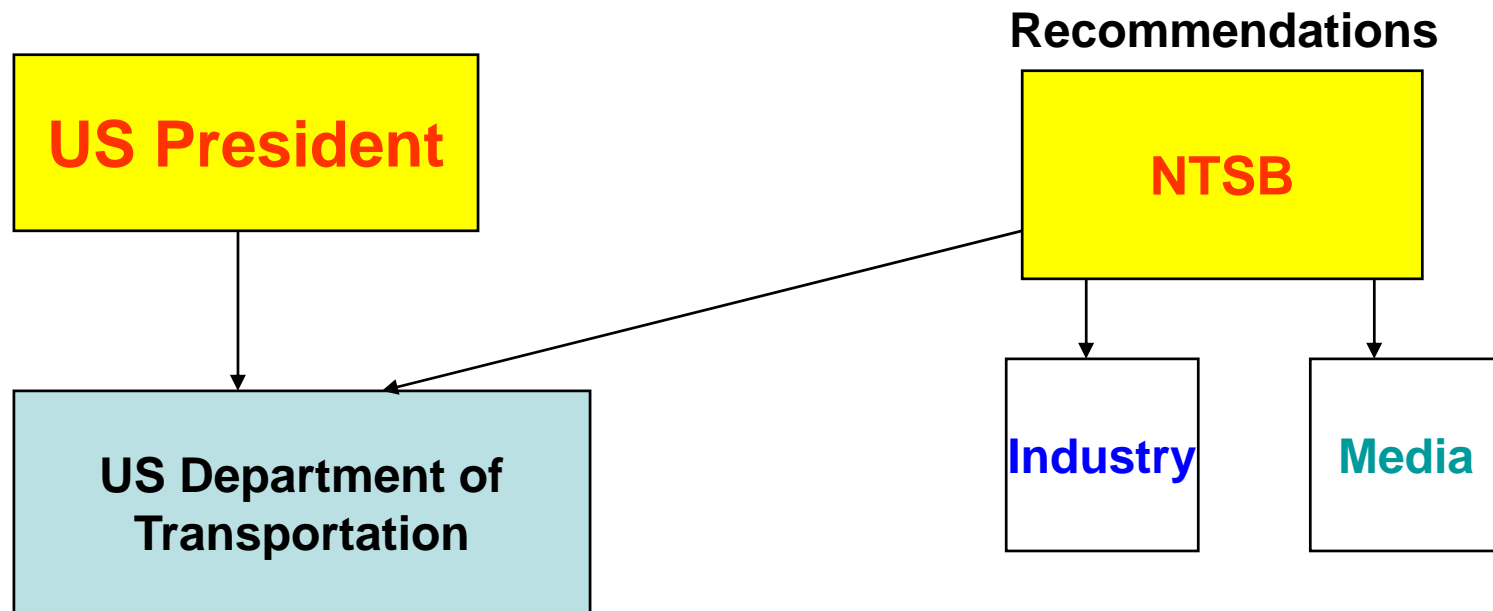 Recommendations
US President
NTSB
US Department of
Transportation
Industry
Media